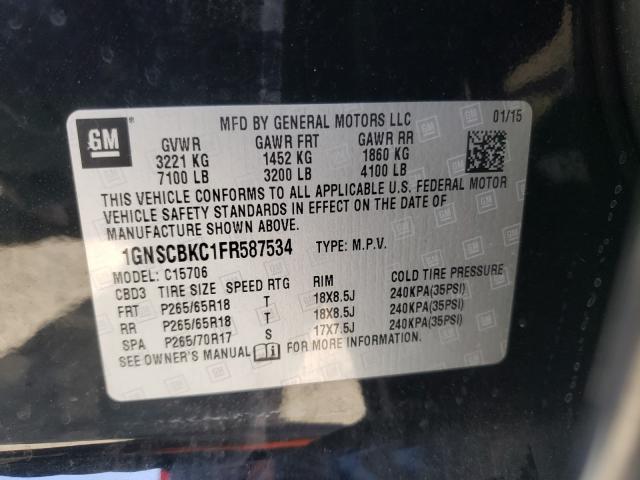 GM
MFD BY GENERAL MOTORS LLC 01/15
GVWR GAWR FRT GAWR RR
3221 KG 1452 KG 1860 KG
7100 LB 3200 LB 4100 LB
THIS VEHICLE CONFORMS TO ALL APPLICABLE U.S. FEDERAL MOTOR
VEHICLE SAFETY STANDARDS IN EFFECT ON THE DATE OF
MANUFACTURE SHOWN ABOVE.
1GNSCBKC1FR587534 TYPE: M.P.V.
MODEL: C15706
CBD3 TIRE SIZE SPEED RTG RIM COLD TIRE PRESSURE
FRT P265/65R18 T 18X8.5J 240KPA(35PSI)
RR P265/65R18 T 18X8.5J 240KPA(35PSI)
SPA P265/70R17 S 17X7.5J 240KPA(35PSI)
SEE OWNER'S MANUAL FOR MORE INFORMATION.